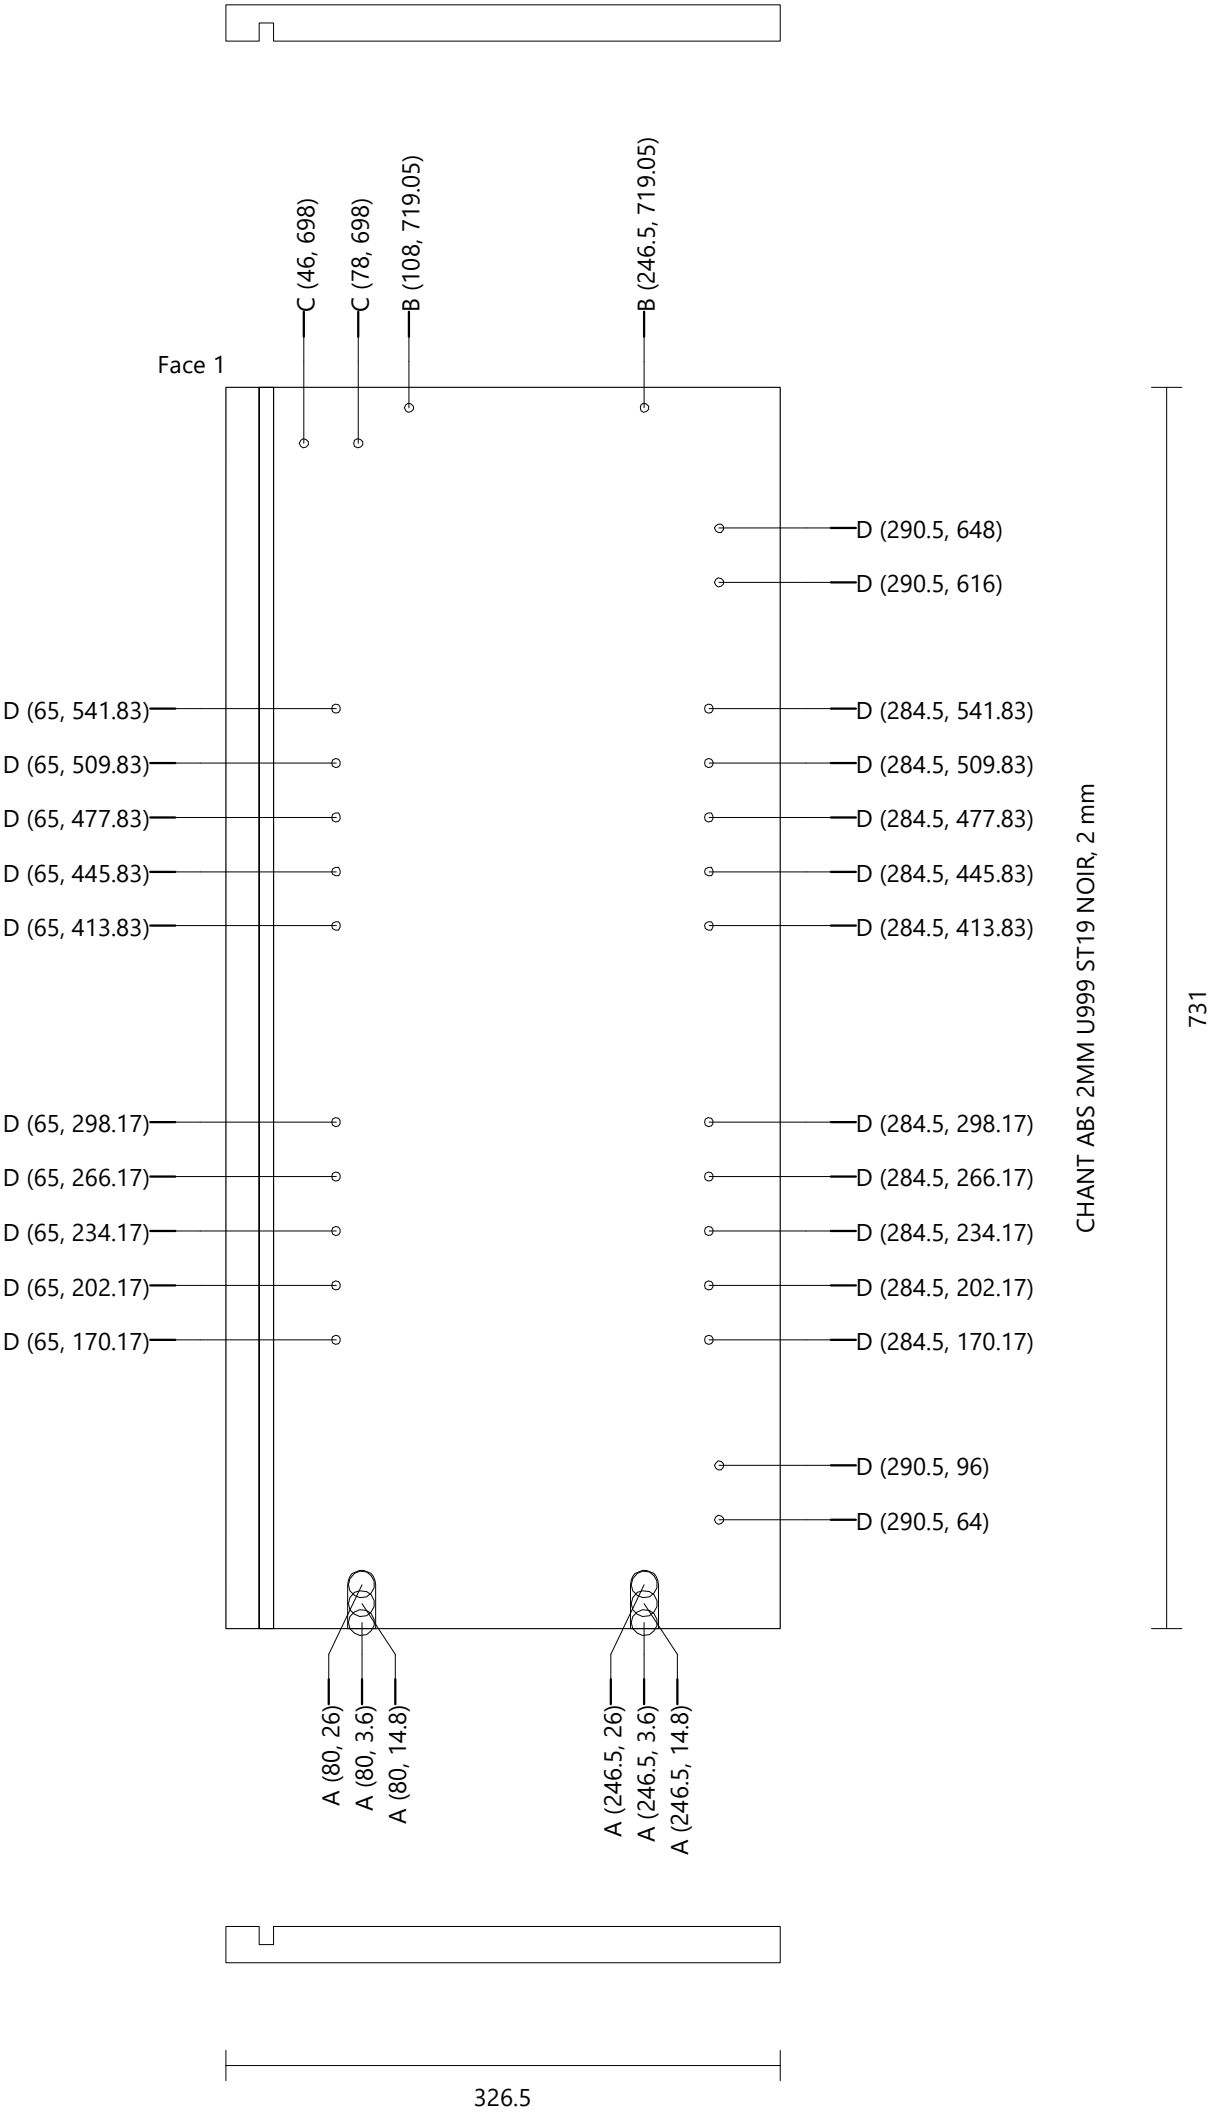 C (46, 698)
C (78, 698)
B (108, 719.05)
B (246.5, 719.05)
Face 1
D (290.5, 648)
D (290.5, 616)
D (65, 541.83)
D (284.5, 541.83)
D (65, 509.83)
D (284.5, 509.83)
D (65, 477.83)
D (284.5, 477.83)
D (65, 445.83)
D (284.5, 445.83)
D (65, 413.83)
D (284.5, 413.83)
CHANT ABS 2MM U999 ST19 NOIR, 2 mm
731
D (65, 298.17)
D (284.5, 298.17)
D (65, 266.17)
D (284.5, 266.17)
D (65, 234.17)
D (284.5, 234.17)
D (65, 202.17)
D (284.5, 202.17)
D (65, 170.17)
D (284.5, 170.17)
D (290.5, 96)
D (290.5, 64)
A (80, 26)
A (80, 3.6)
A (80, 14.8)
A (246.5, 26)
A (246.5, 3.6)
A (246.5, 14.8)
326.5